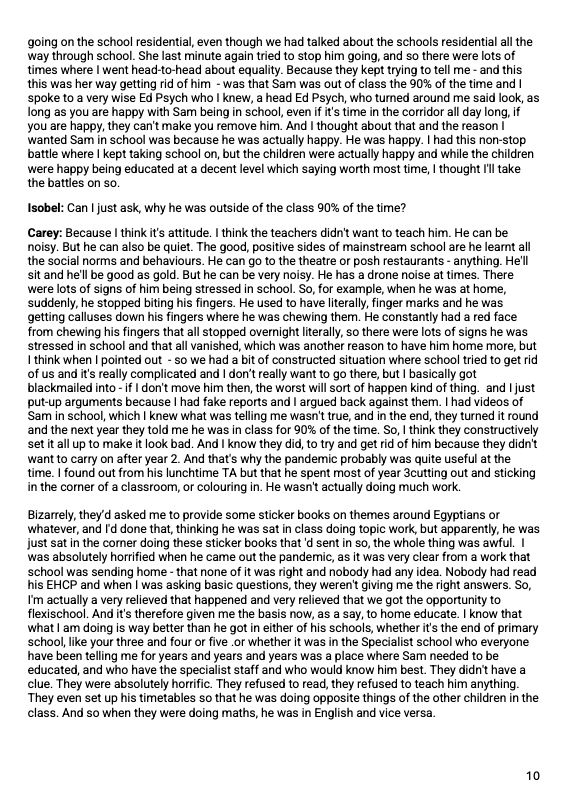 going on the school residential, even though we had talked about the schools residential all the
way through school. She last minute again tried to stop him going, and so there were lots of
times where I went head-to-head about equality. Because they kept trying to tell me - and this
this was her way getting rid of him  - was that Sam was out of class the 90% of the time and I
spoke to a very wise Ed Psych who I knew, a head Ed Psych, who turned around me said look, as
long as you are happy with Sam being in school, even if it's time in the corridor all day long, if
you are happy, they can't make you remove him. And I thought about that and the reason I
wanted Sam in school was because he was actually happy. He was happy. I had this non-stop
battle where I kept taking school on, but the children were actually happy and while the children
were happy being educated at a decent level which saying worth most time, I thought I'll take
the battles on so.
Isobel: Can I just ask, why he was outside of the class 90% of the time?
Carey: Because I think it's attitude. I think the teachers didn't want to teach him. He can be
noisy. But he can also be quiet. The good, positive sides of mainstream school are he learnt all
the social norms and behaviours. He can go to the theatre or posh restaurants - anything. He'll
sit and he'll be good as gold. But he can be very noisy. He has a drone noise at times. There
were lots of signs of him being stressed in school. So, for example, when he was at home,
suddenly, he stopped biting his fingers. He used to have literally, finger marks and he was
getting calluses down his fingers where he was chewing them. He constantly had a red face
from chewing his fingers that all stopped overnight literally, so there were lots of signs he was
stressed in school and that all vanished, which was another reason to have him home more, but
I think when I pointed out  - so we had a bit of constructed situation where school tried to get rid
of us and it's really complicated and I don't really want to go there, but I basically got
blackmailed into - if I don't move him then, the worst will sort of happen kind of thing.  and I just
put-up arguments because I had fake reports and I argued back against them. I had videos of
Sam in school, which I knew what was telling me wasn't true, and in the end, they turned it round
and the next year they told me he was in class for 90% of the time. So, I think they constructively
set it all up to make it look bad. And I know they did, to try and get rid of him because they didn't
want to carry on after year 2. And that's why the pandemic probably was quite useful at the
time. I found out from his lunchtime TA but that he spent most of year 3cutting out and sticking
in the corner of a classroom, or colouring in. He wasn't actually doing much work.
Bizarrely, they'd asked me to provide some sticker books on themes around Egyptians or
whatever, and I'd done that, thinking he was sat in class doing topic work, but apparently, he was
just sat in the corner doing these sticker books that 'd sent in so, the whole thing was awful.  I
was absolutely horrified when he came out the pandemic, as it was very clear from a work that
school was sending home - that none of it was right and nobody had any idea. Nobody had read
his EHCP and when I was asking basic questions, they weren't giving me the right answers. So,
I'm actually a very relieved that happened and very relieved that we got the opportunity to
flexischool. And it's therefore given me the basis now, as a say, to home educate. I know that
what I am doing is way better than he got in either of his schools, whether it's the end of primary
school, like your three and four or five .or whether it was in the Specialist school who everyone
have been telling me for years and years and years was a place where Sam needed to be
educated, and who have the specialist staff and who would know him best. They didn't have a
clue. They were absolutely horrific. They refused to read, they refused to teach him anything.
They even set up his timetables so that he was doing opposite things of the other children in the
class. And so when they were doing maths, he was in English and vice versa.
10